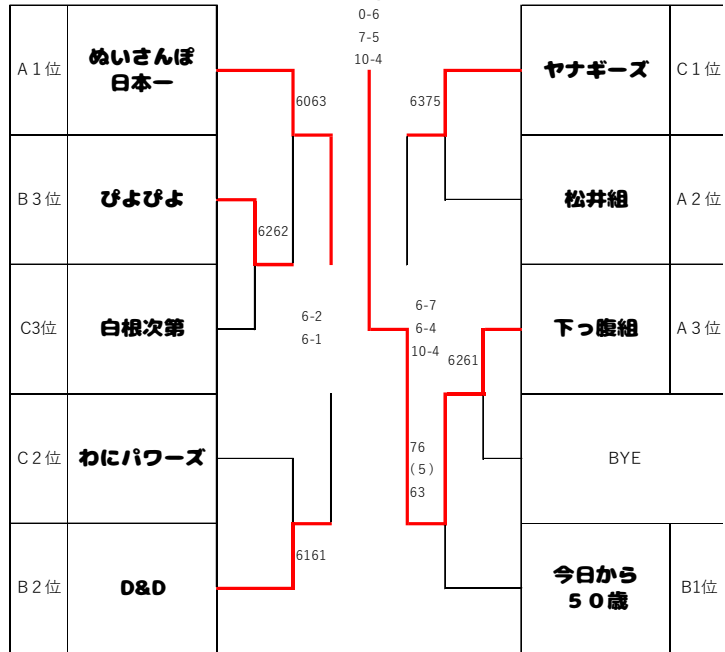 0-6
7-5
10-4
A1位
ぬいさんぽ
日本一
6063
6375
ヤナギーズ
C1位
B3位
ぴよぴよ
6262
松井組
A2位
C3位
白根次第
6-2
6-1
6-7
6-4
10-4
6261
下っ腹組
A3位
C2位
わにパワーズ
76
(5)
63
BYE
B2位
D&D
6161
今日から
５０歳
B1位